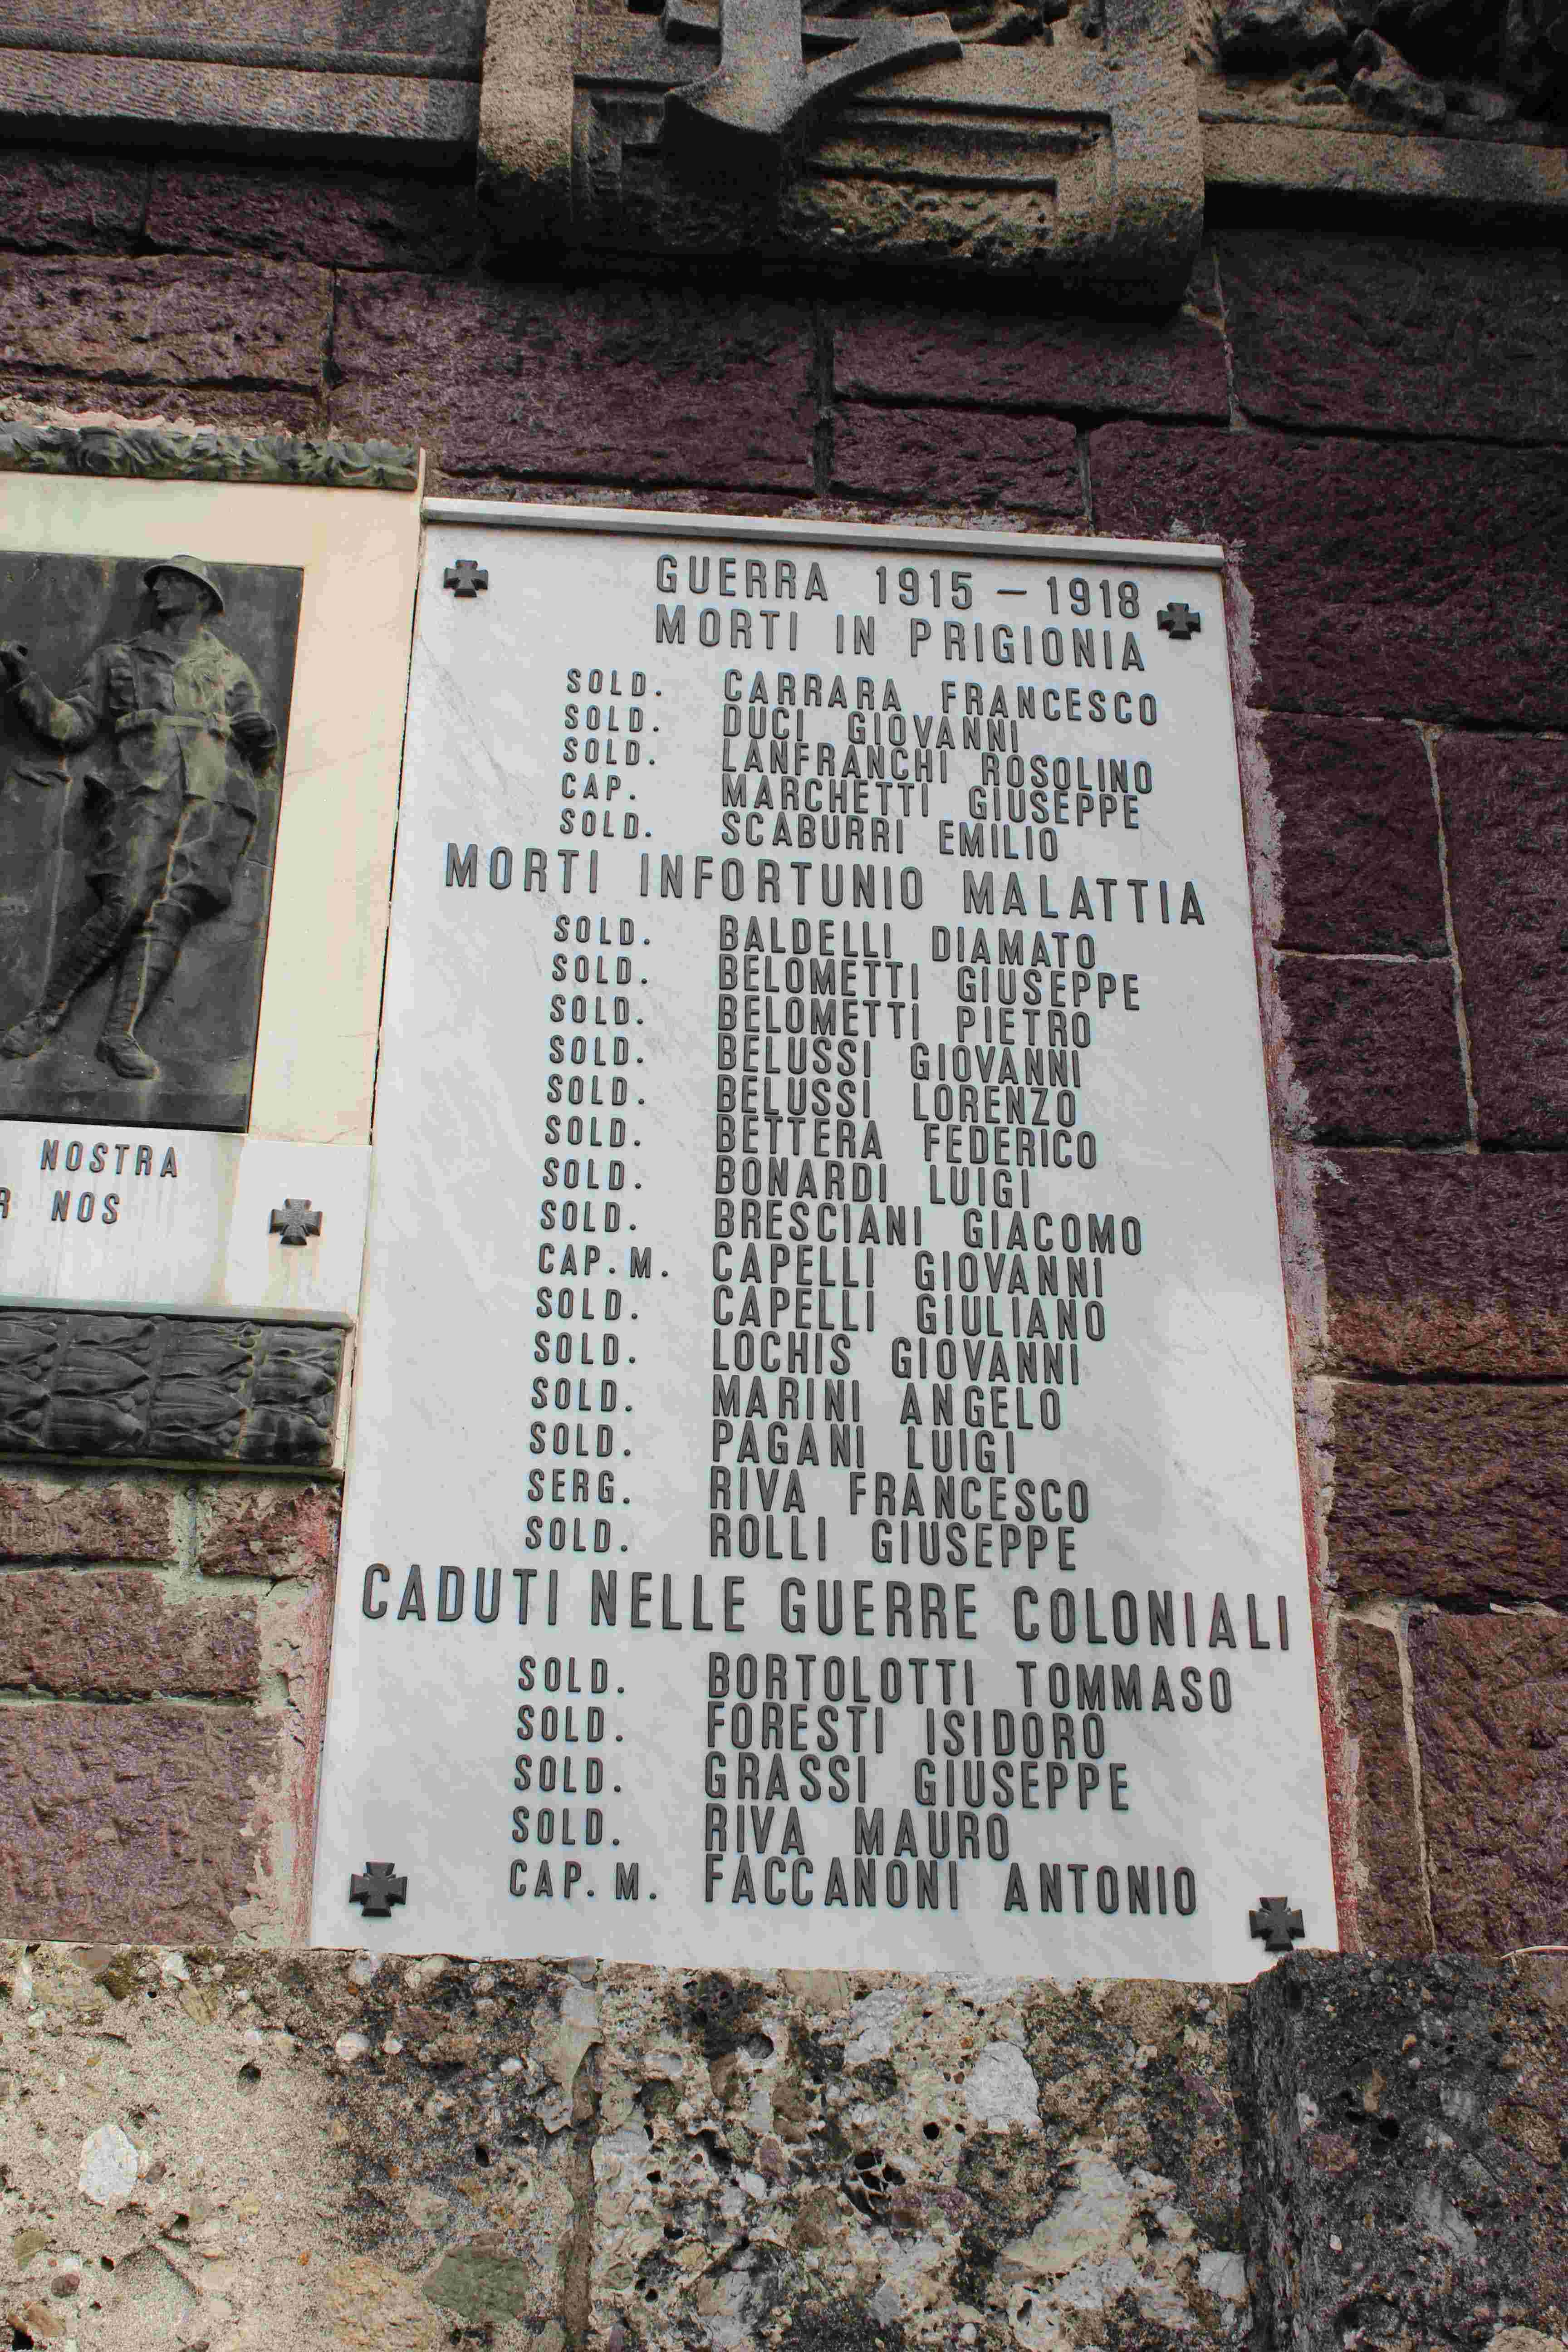 NOSTRA
R NOS
GUERRA 1915 – 1918
MORTI IN PRIGIONIA
SOLD. CARRARA FRANCESCO
SOLD. DUCI GIOVANNI
SOLD. LANFRANCHI ROSOLINO
CAP. MARCHETTI GIUSEPPE
SOLD. SCABURRI EMILIO
MORTI INFORTUNIO MALATTIA
SOLD. BALDELLI DIAMATO
SOLD. BELOMETTI GIUSEPPE
SOLD. BELOMETTI PIETRO
SOLD. BELUSSI GIOVANNI
SOLD. BELUSSI LORENZO
SOLD. BETTERA FEDERICO
SOLD. BONARDI LUIGI
SOLD. BRESCIANI GIACOMO
CAP. M. CAPELLI GIOVANNI
SOLD. CAPELLI GIULIANO
SOLD. LOCHIS GIOVANNI
SOLD. MARINI ANGELO
SOLD. PAGANI LUIGI
SERG. RIVA FRANCESCO
SOLD. ROLLI GIUSEPPE
CADUTI NELLE GUERRE COLONIALI
SOLD. BORTOLOTTI TOMMASO
SOLD. FORESTI ISIDORO
SOLD. GRASSI GIUSEPPE
SOLD. RIVA MAURO
CAP. M. FACCANONI ANTONIO